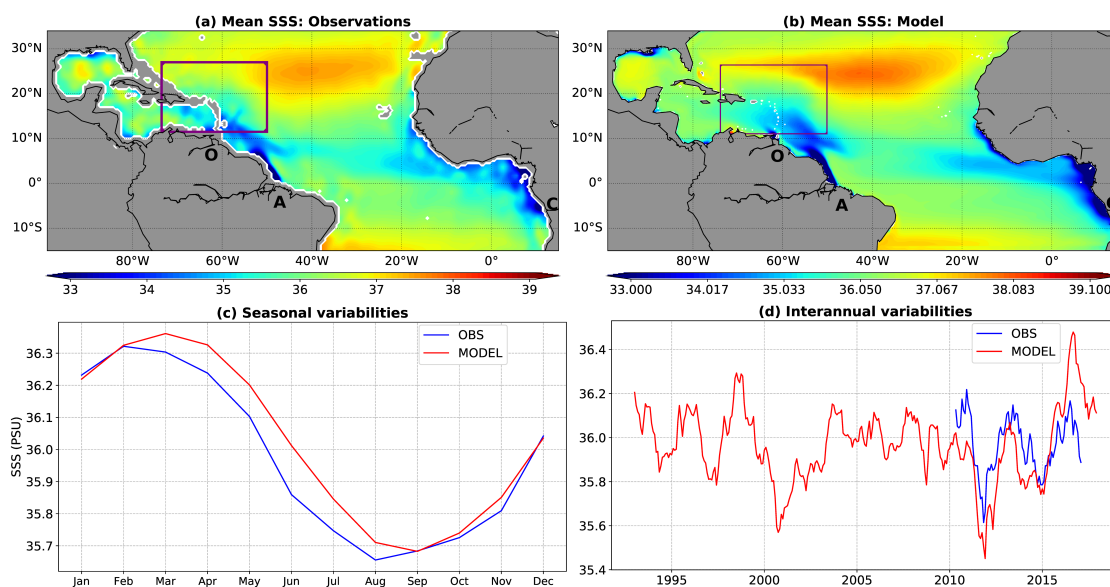 (a) Mean SSS: Observations
(b) Mean SSS: Model
30°N
20°N
10°N
0°
10°S
O
A
C
80°W 60°W 40°W 20°W 0°
33 34 35 36 37 38 39
30°N
20°N
10°N
0°
10°S
O
A
80°W 60°W 40°W 20°W 0°
33.000 34.017 35.033 36.050 37.067 38.083 39.100
(c) Seasonal variabilities
OBS
MODEL
SSS (PSU)
36.3
36.2
36.1
36.0
35.9
35.8
35.7
Jan Feb Mar Apr May Jun Jul Aug Sep Oct Nov Dec
(d) Interannual variabilities
OBS
MODEL
36.4
36.2
36.0
35.8
35.6
35.4
1995 2000 2005 2010 2015